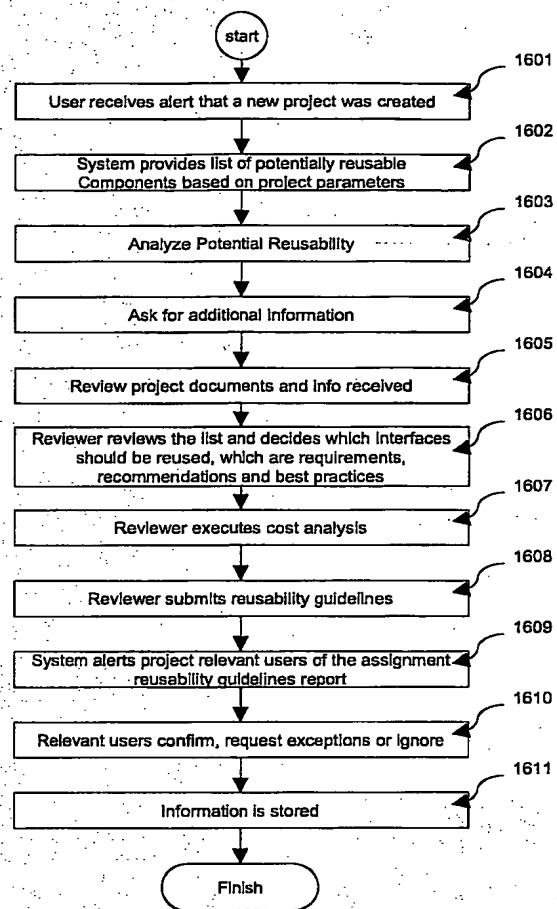 start
1601
User receives alert that a new project was created
1602
System provides list of potentially reusable
Components based on project parameters
1603
Analyze Potential Reusability
1604
Ask for additional information
1605
Review project documents and info received
1606
Reviewer reviews the list and decides which interfaces
should be reused, which are requirements,
recommendations and best practices
1607
Reviewer executes cost analysis
1608
Reviewer submits reusability guidelines
1609
System alerts project relevant users of the assignment
reusability guidelines report
1610
Relevant users confirm, request exceptions or ignore
1611
Information is stored
Finish